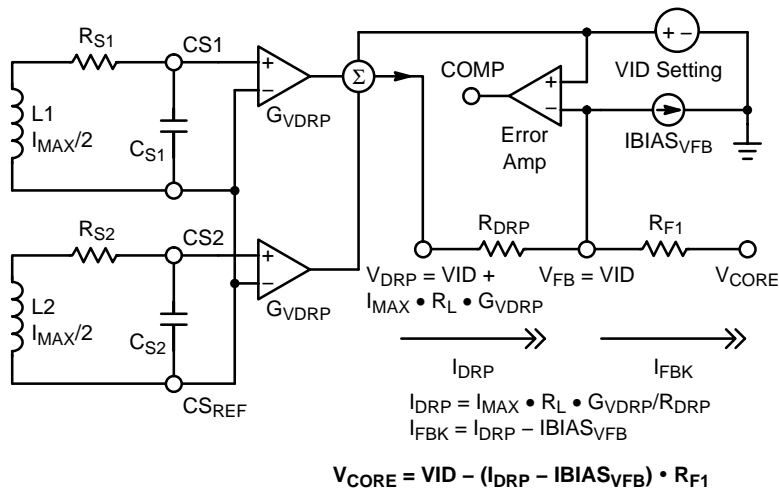 R_S1
CS1
+
−
G_VDRP
Σ
L1
I_MAX/2
C_S1
COMP
+
−
Error
Amp
+ −
VID Setting
IBIAS_VFB
R_S2
CS2
+
−
G_VDRP
L2
I_MAX/2
C_S2
CS_REF
R_DRP
R_F1
V_DRP = VID +
I_MAX • R_L • G_VDRP
V_FB = VID
V_CORE
I_DRP
I_FBK
I_DRP = I_MAX • R_L • G_VDRP/R_DRP
I_FBK = I_DRP − IBIAS_VFB
V_CORE = VID − (I_DRP − IBIAS_VFB) • R_F1